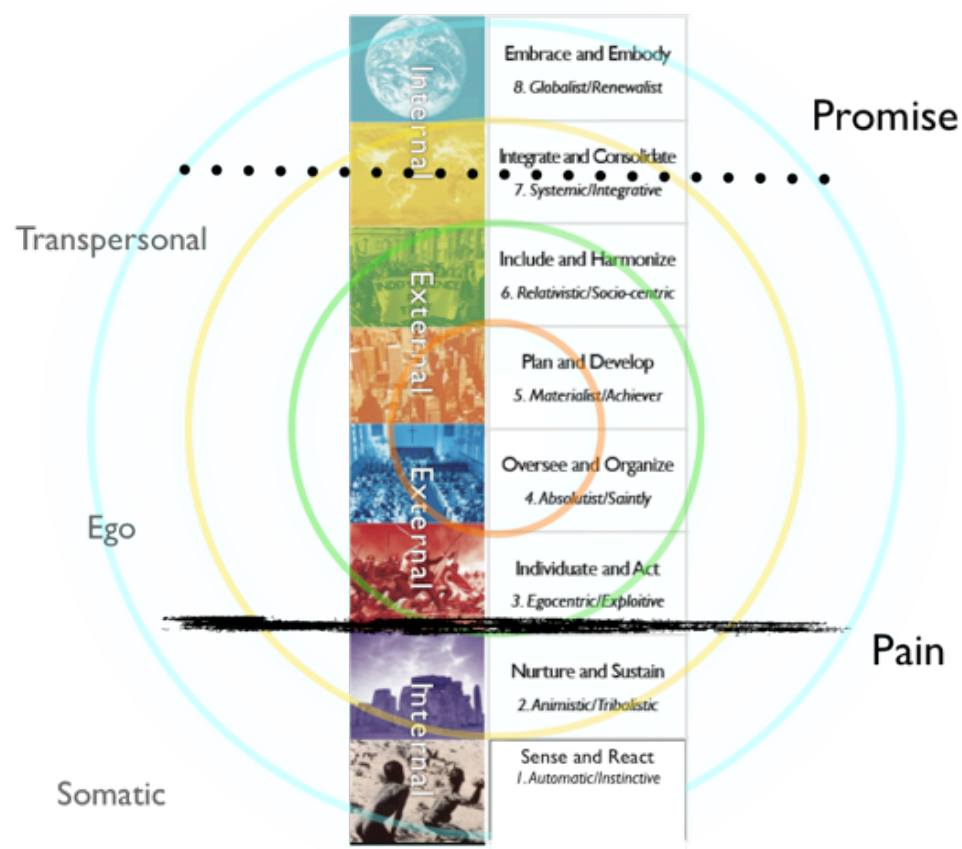 Embrace and Embody
8. Globalist/Renewalist
Internal
Promise
Integrate and Consolidate
7. Systemic/Integrative
Transpersonal
Include and Harmonize
6. Relativistic/Socio-centric
INDEPENDENCE
External
Plan and Develop
5. Materialist/Achiever
Oversee and Organize
4. Absolutist/Saintly
External
Ego
Individuate and Act
3. Egocentric/Exploitive
Pain
Nurture and Sustain
2. Animistic/Tribalistic
Internal
Sense and React
1. Automatic/Instinctive
Somatic